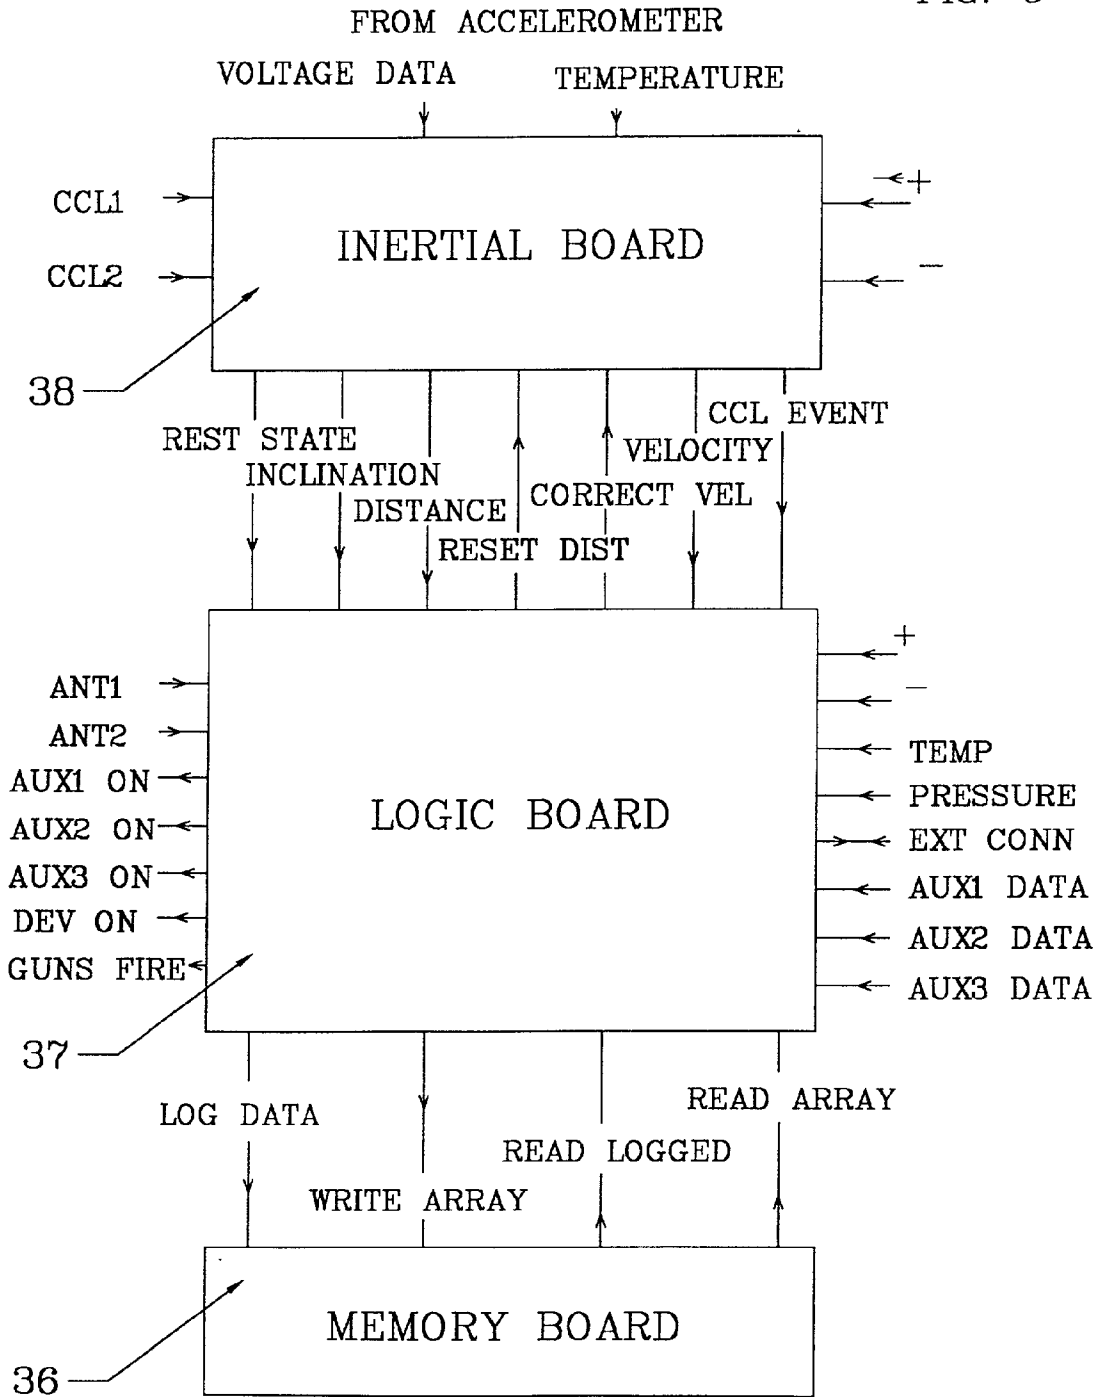 FROM ACCELEROMETER
VOLTAGE DATA
TEMPERATURE
CCL1
CCL2
+
−
INERTIAL BOARD
38
REST STATE
INCLINATION
DISTANCE
RESET DIST
CORRECT VEL
VELOCITY
CCL EVENT
ANT1
ANT2
AUX1 ON
AUX2 ON
AUX3 ON
DEV ON
GUNS FIRE
LOGIC BOARD
+
−
TEMP
PRESSURE
EXT CONN
AUX1 DATA
AUX2 DATA
AUX3 DATA
37
LOG DATA
WRITE ARRAY
READ LOGGED
READ ARRAY
MEMORY BOARD
36